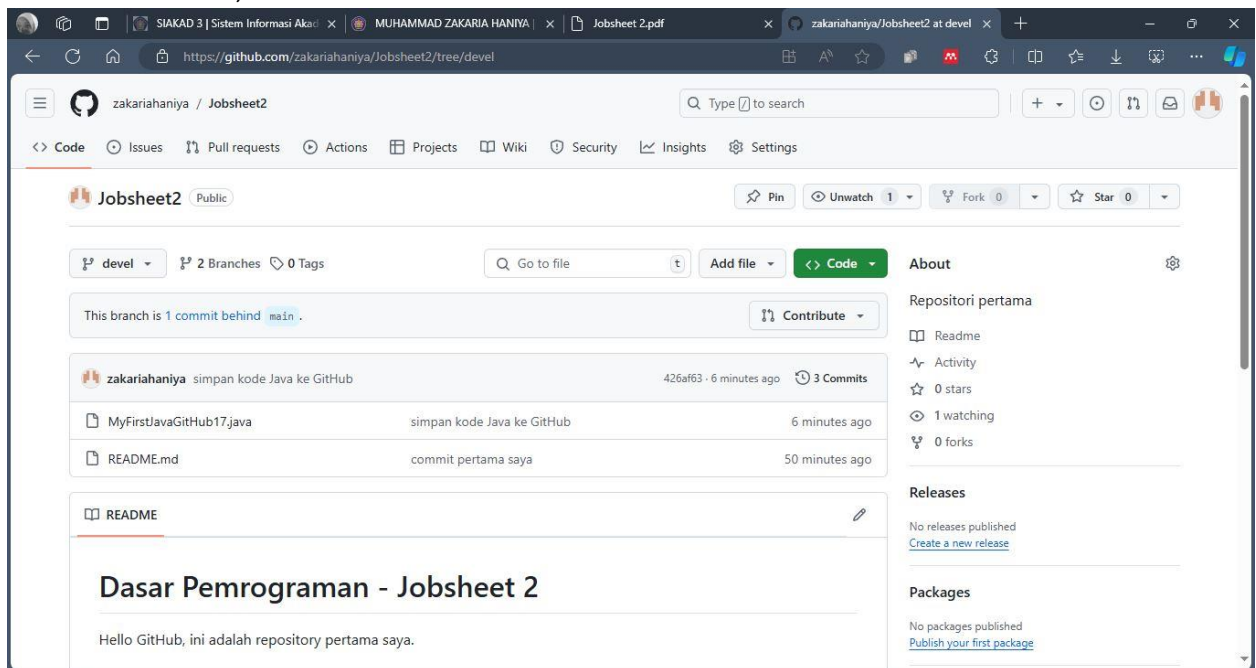 SIAKAD 3 | Sistem Informasi Akad
MUHAMMAD ZAKARIA HANIYA |
Jobsheet 2.pdf
zakariahaniya/Jobsheet2 at devel
https://github.com/zakariahaniya/Jobsheet2/tree/devel
zakariahaniya / Jobsheet2
Type / to search
<> Code Issues Pull requests Actions Projects Wiki Security Insights Settings
Jobsheet2 Public
Pin Unwatch 1 Fork 0 Star 0
devel 2 Branches 0 Tags Go to file t Add file <> Code
This branch is 1 commit behind main .
Contribute
zakariahaniya simpan kode Java ke GitHub 426af63 · 6 minutes ago 3 Commits
MyFirstJavaGitHub17.java simpan kode Java ke GitHub 6 minutes ago
README.md commit pertama saya 50 minutes ago
README
Dasar Pemrograman - Jobsheet 2
Hello GitHub, ini adalah repository pertama saya.
About
Repositori pertama
Readme
Activity
0 stars
1 watching
0 forks
Releases
No releases published
Create a new release
Packages
No packages published
Publish your first package